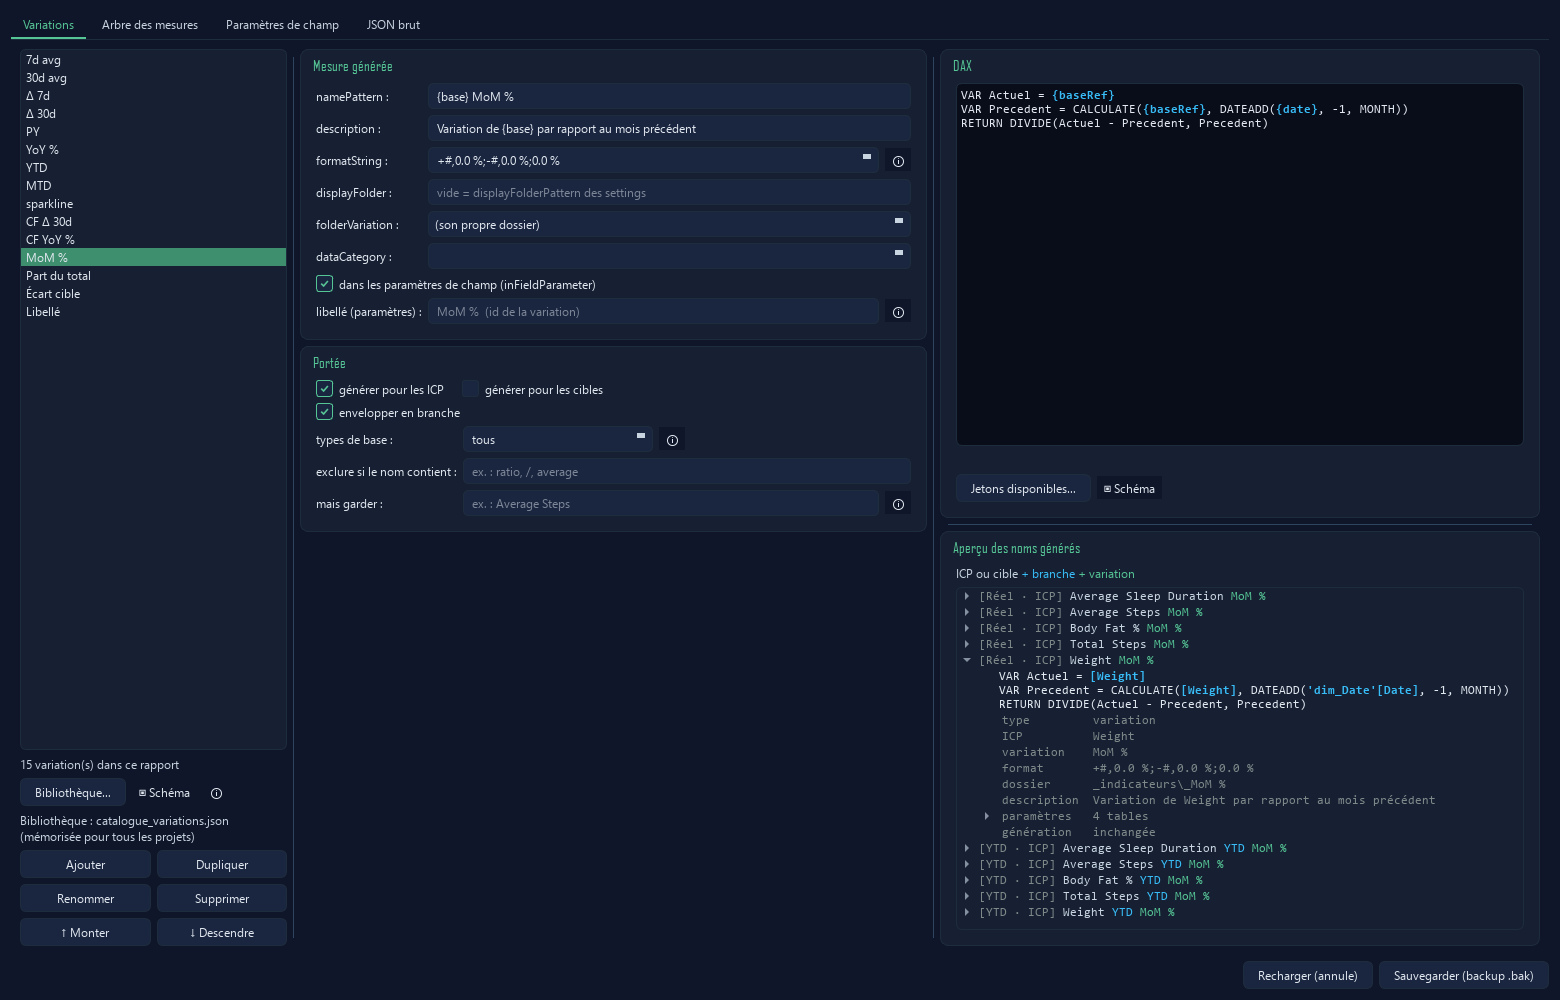 Variations
Arbre des mesures
Paramètres de champ
JSON brut
7d avg
30d avg
Δ 7d
Δ 30d
PY
YoY %
YTD
MTD
sparkline
CF Δ 30d
CF YoY %
MoM %
Part du total
Écart cible
Libellé
15 variation(s) dans ce rapport
Bibliothèque...
Schéma
Bibliothèque : catalogue_variations.json
(mémorisée pour tous les projets)
Ajouter
Dupliquer
Renommer
Supprimer
↑ Monter
↓ Descendre
Mesure générée
namePattern :
{base} MoM %
description :
Variation de {base} par rapport au mois précédent
formatString :
+#,0.0 %;-#,0.0 %;0.0 %
displayFolder :
vide = displayFolderPattern des settings
folderVariation :
(son propre dossier)
dataCategory :
dans les paramètres de champ (inFieldParameter)
libellé (paramètres) :
MoM % (id de la variation)
Portée
générer pour les ICP
générer pour les cibles
envelopper en branche
types de base :
tous
exclure si le nom contient :
ex. : ratio, /, average
mais garder :
ex. : Average Steps
DAX
VAR Actuel = {baseRef}
VAR Precedent = CALCULATE({baseRef}, DATEADD({date}, -1, MONTH))
RETURN DIVIDE(Actuel - Precedent, Precedent)
Jetons disponibles...
Schéma
Aperçu des noms générés
ICP ou cible + branche + variation
[Réel · ICP] Average Sleep Duration MoM %
[Réel · ICP] Average Steps MoM %
[Réel · ICP] Body Fat % MoM %
[Réel · ICP] Total Steps MoM %
[Réel · ICP] Weight MoM %
VAR Actuel = [Weight]
VAR Precedent = CALCULATE([Weight], DATEADD('dim_Date'[Date], -1, MONTH))
RETURN DIVIDE(Actuel - Precedent, Precedent)
type variation
ICP Weight
variation MoM %
format +#,0.0 %;-#,0.0 %;0.0 %
dossier _indicateurs\_MoM %
description Variation de Weight par rapport au mois précédent
paramètres 4 tables
génération inchangée
[YTD · ICP] Average Sleep Duration YTD MoM %
[YTD · ICP] Average Steps YTD MoM %
[YTD · ICP] Body Fat % YTD MoM %
[YTD · ICP] Total Steps YTD MoM %
[YTD · ICP] Weight YTD MoM %
Recharger (annule)
Sauvegarder (backup .bak)